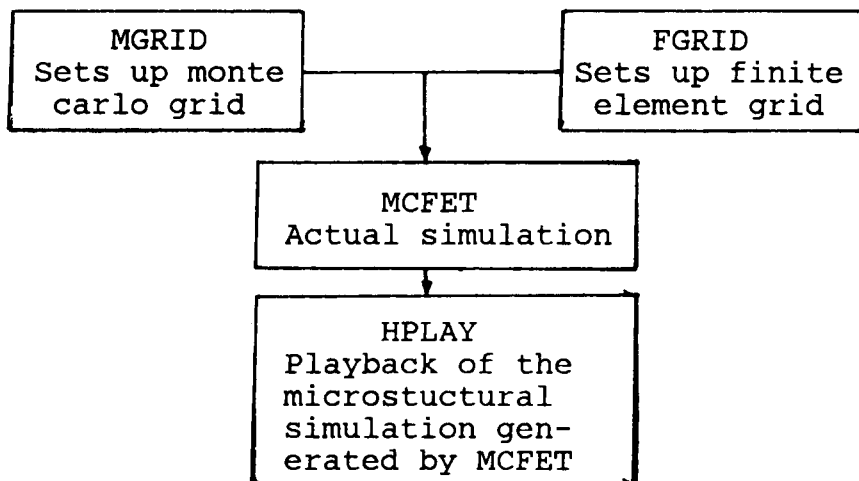 MGRID
Sets up monte
carlo grid
FGRID
Sets up finite
element grid
MCFET
Actual simulation
HPLAY
Playback of the
microstuctural
simulation gen-
erated by MCFET